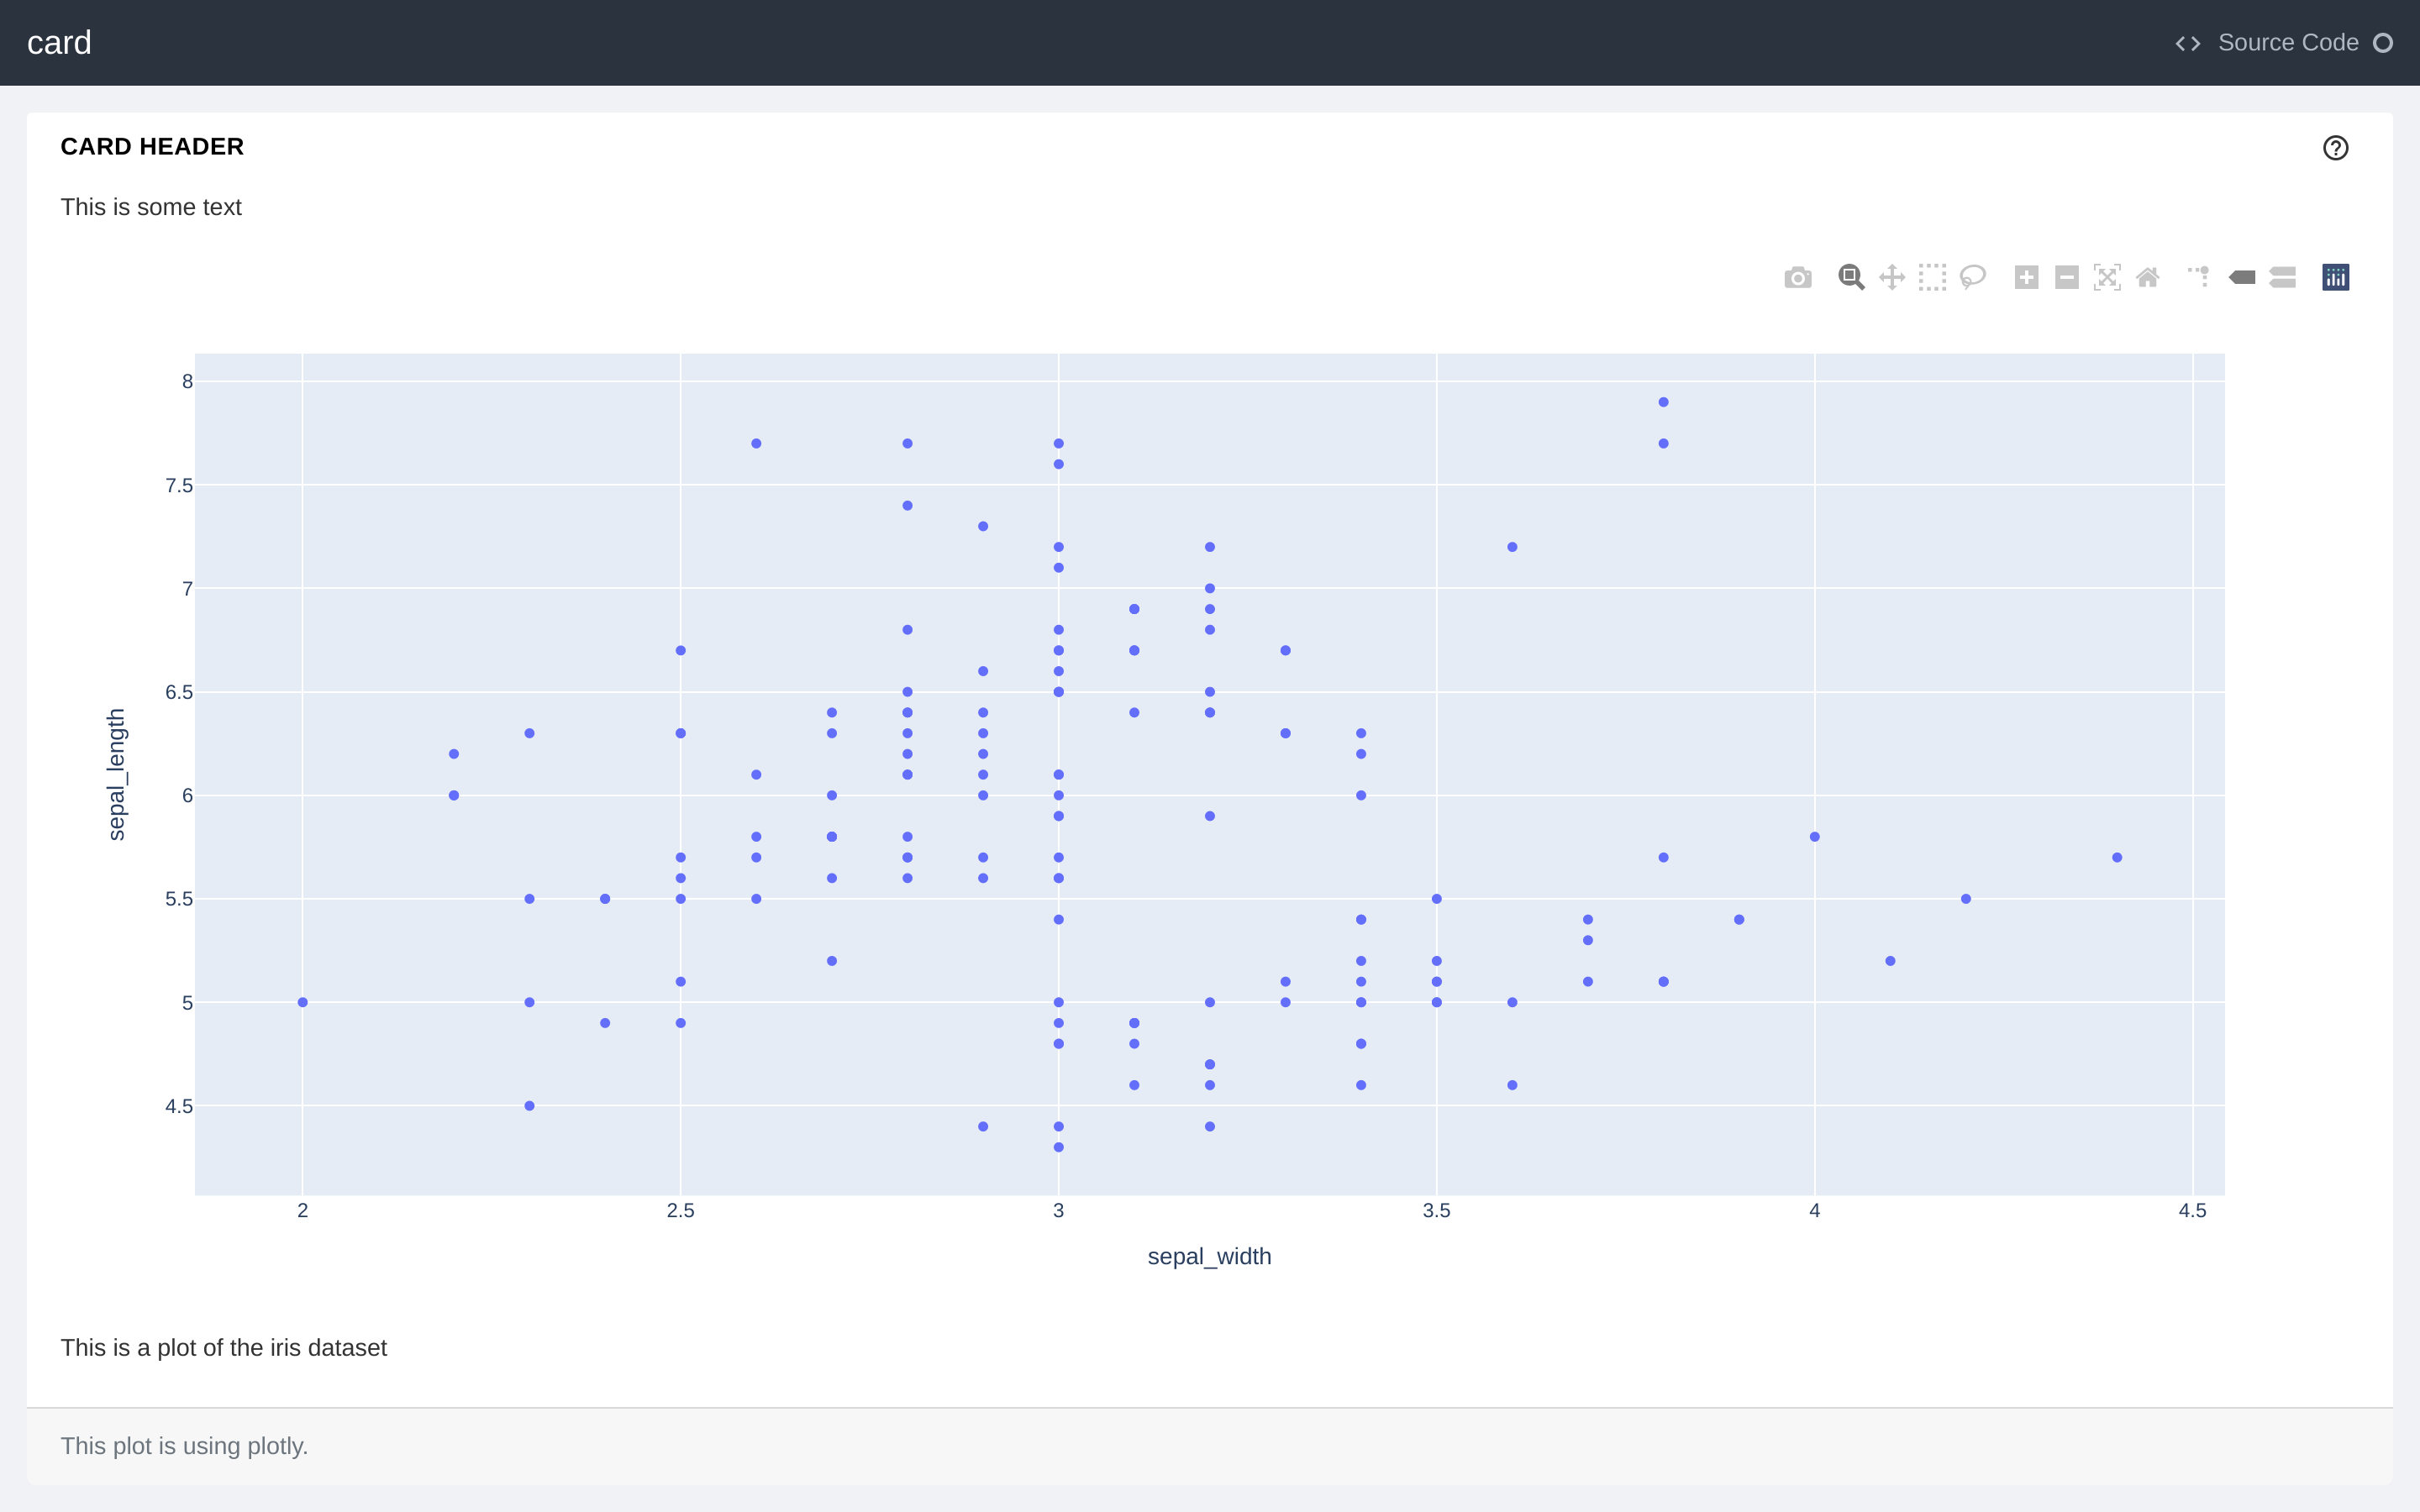 card
Source Code
CARD HEADER
This is some text
8
7.5
7
6.5
6
5.5
5
4.5
sepal_length
2
2.5
3
3.5
4
4.5
sepal_width
This is a plot of the iris dataset
This plot is using plotly.